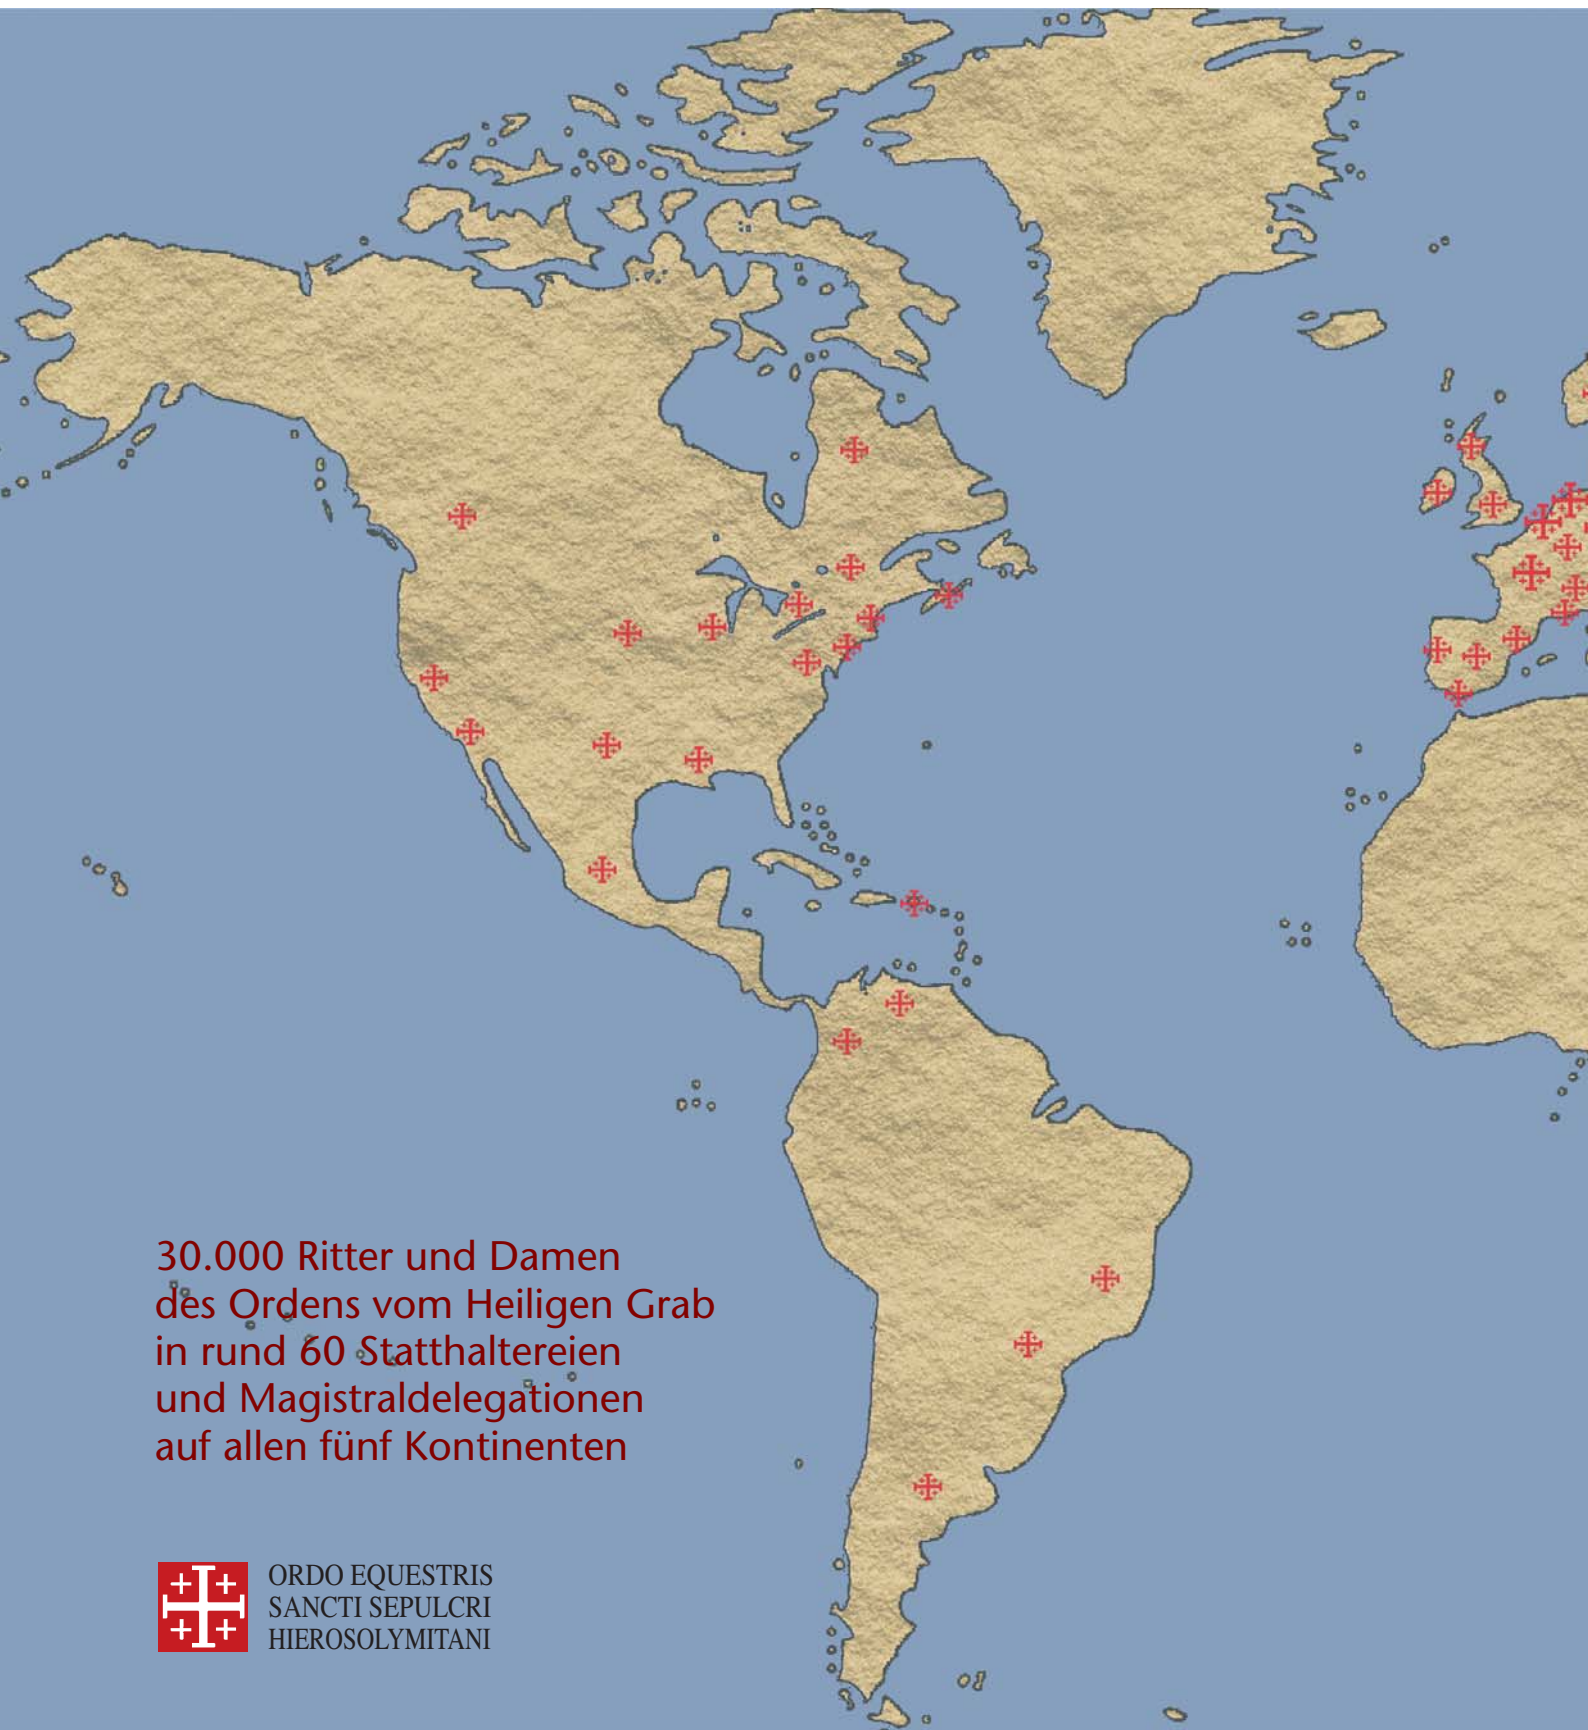 30.000 Ritter und Damen
des Ordens vom Heiligen Grab
in rund 60 Statthaltereien
und Magistraldelegationen
auf allen fünf Kontinenten
ORDO EQUESTRIS
SANCTI SEPULCRI
HIEROSOLYMITANI